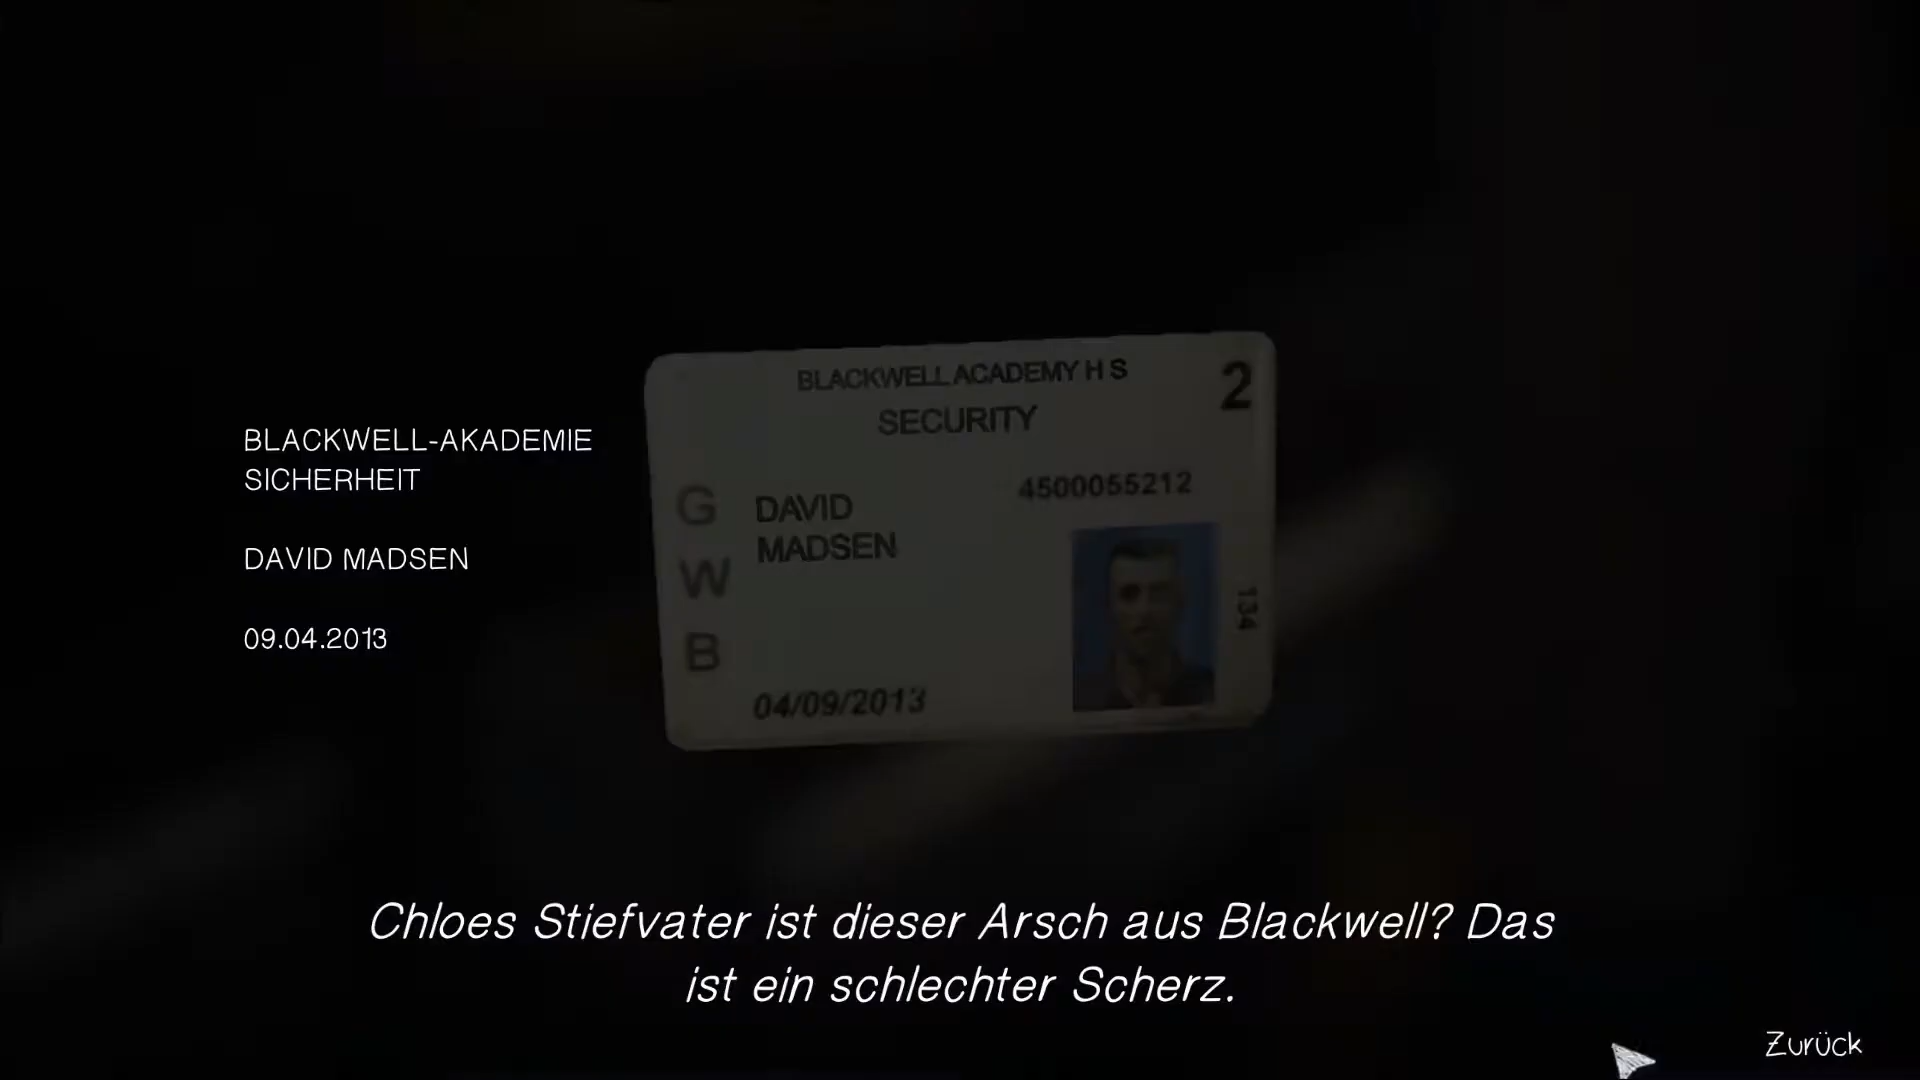 BLACKWELL ACADEMY H S
2
SECURITY
4500055212
G
DAVID
MADSEN
W
134
B
04/09/2013
BLACKWELL-AKADEMIE
SICHERHEIT
DAVID MADSEN
09.04.2013
Chloes Stiefvater ist dieser Arsch aus Blackwell? Das
ist ein schlechter Scherz.
Zurück